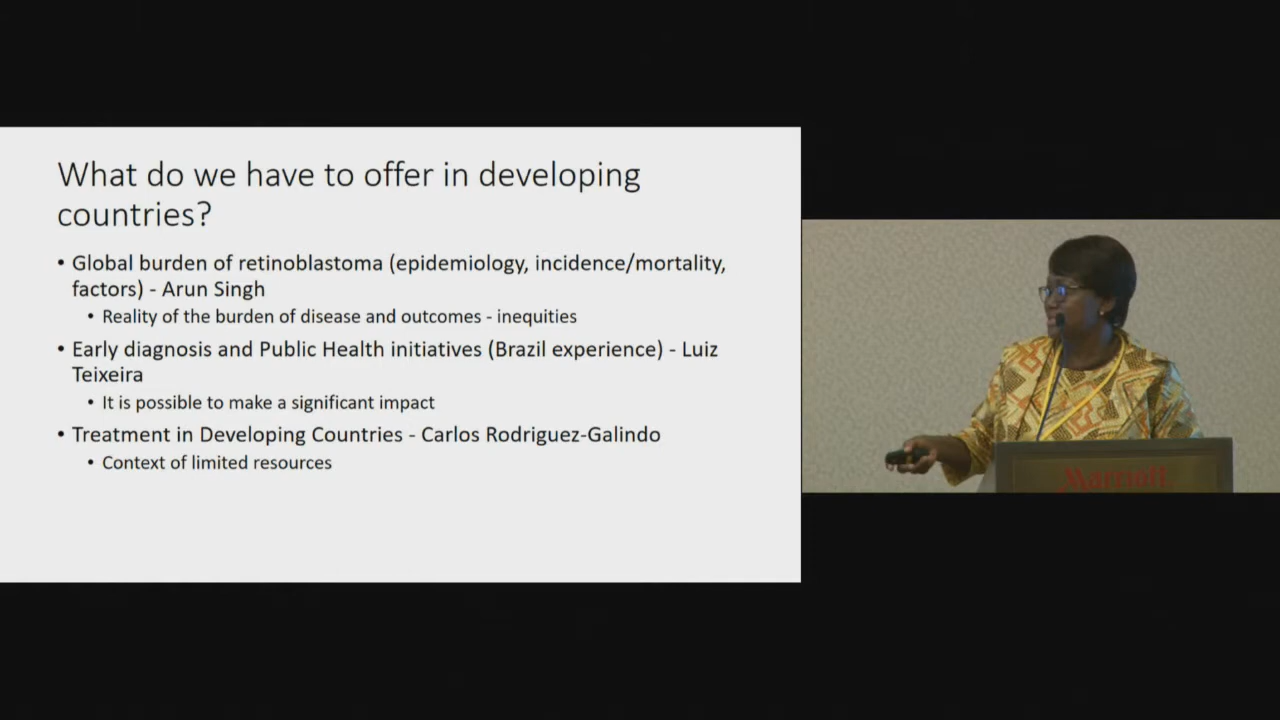 What do we have to offer in developing
countries?
• Global burden of retinoblastoma (epidemiology, incidence/mortality,
factors) - Arun Singh
• Reality of the burden of disease and outcomes - inequities
• Early diagnosis and Public Health initiatives (Brazil experience) - Luiz
Teixeira
• It is possible to make a significant impact
• Treatment in Developing Countries - Carlos Rodriguez-Galindo
• Context of limited resources
Marriott